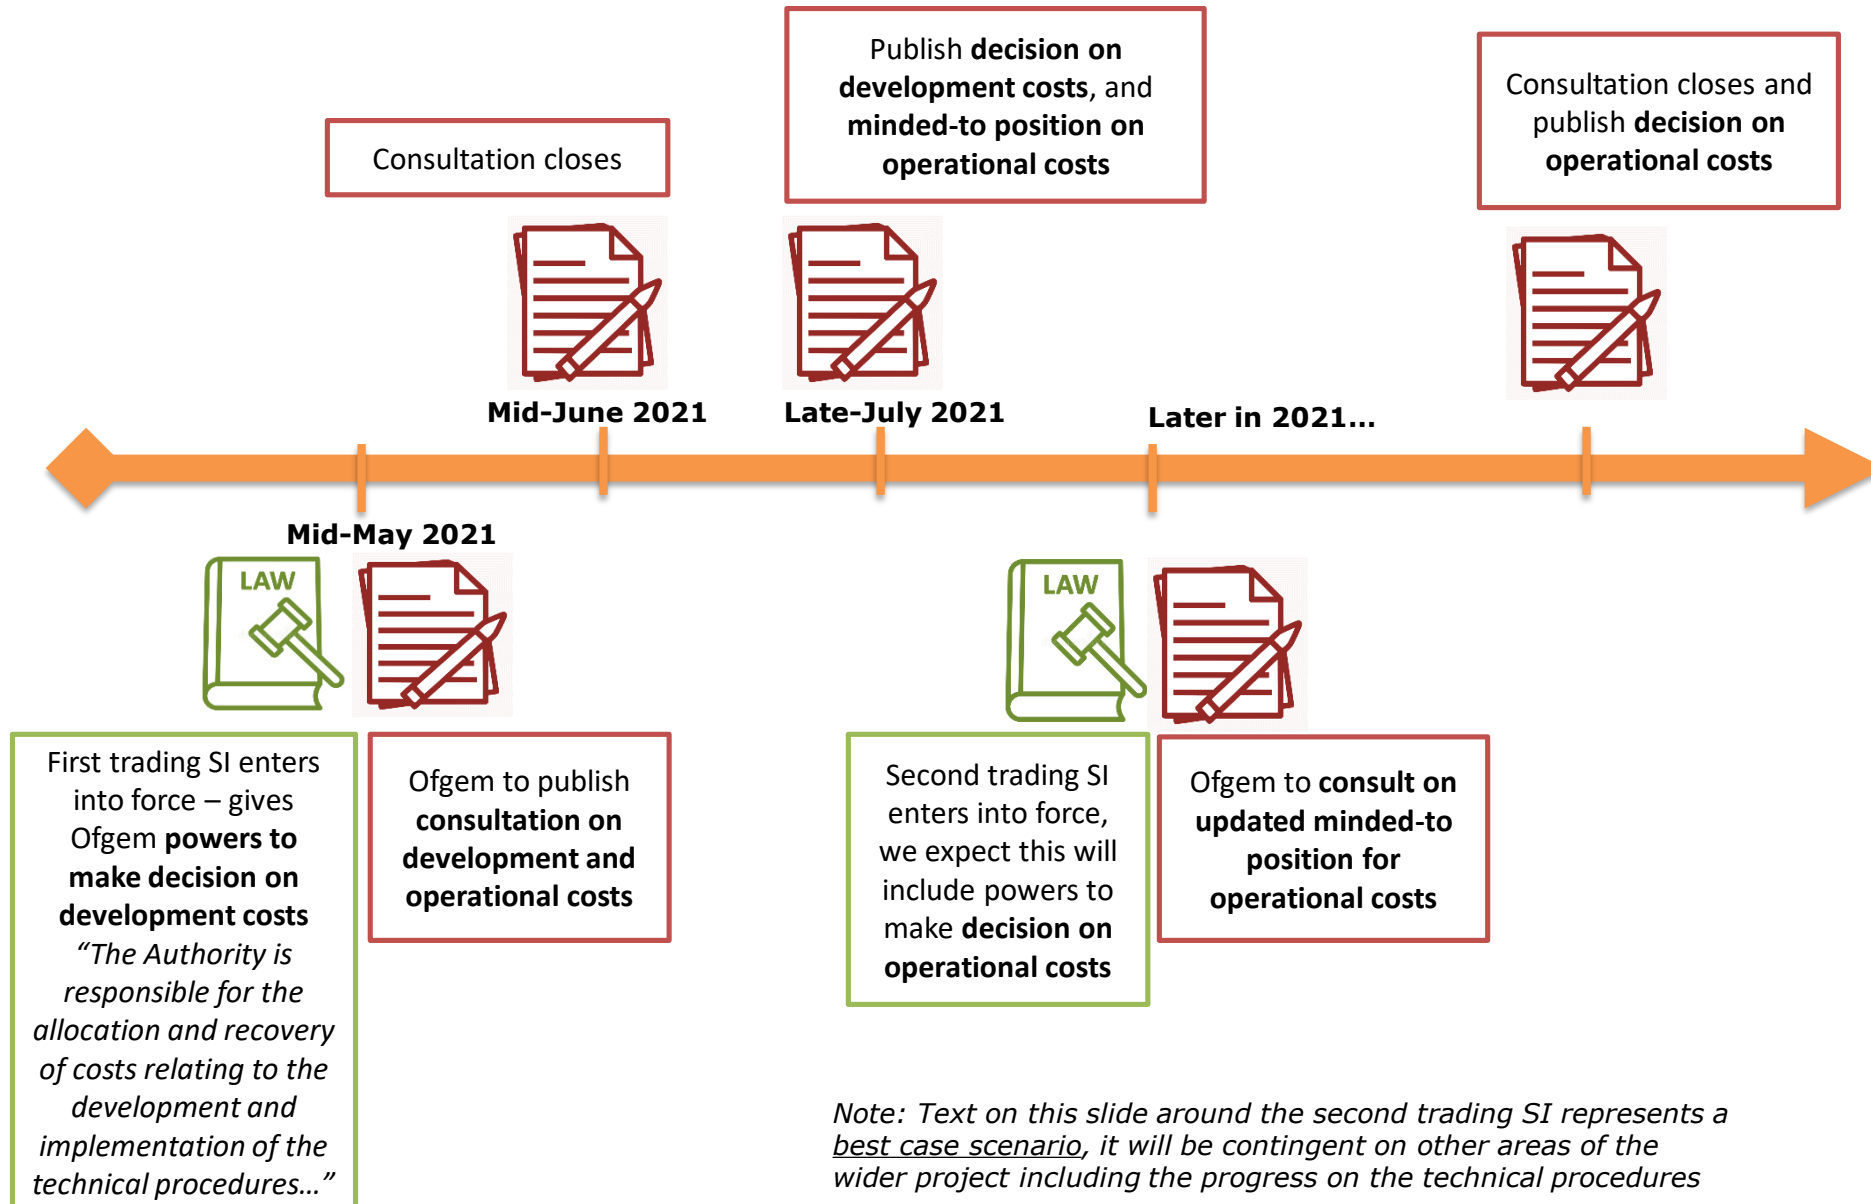 Publish decision on
development costs, and
minded-to position on
operational costs
Consultation closes and
publish decision on
operational costs
Consultation closes
Mid-June 2021
Late-July 2021
Later in 2021...
Mid-May 2021
LAW
LAW
First trading SI enters
into force – gives
Ofgem powers to
make decision on
development costs
“The Authority is
responsible for the
allocation and recovery
of costs relating to the
development and
implementation of the
technical procedures...”
Ofgem to publish
consultation on
development and
operational costs
Second trading SI
enters into force,
we expect this will
include powers to
make decision on
operational costs
Ofgem to consult on
updated minded-to
position for
operational costs
Note: Text on this slide around the second trading SI represents a
best case scenario, it will be contingent on other areas of the
wider project including the progress on the technical procedures